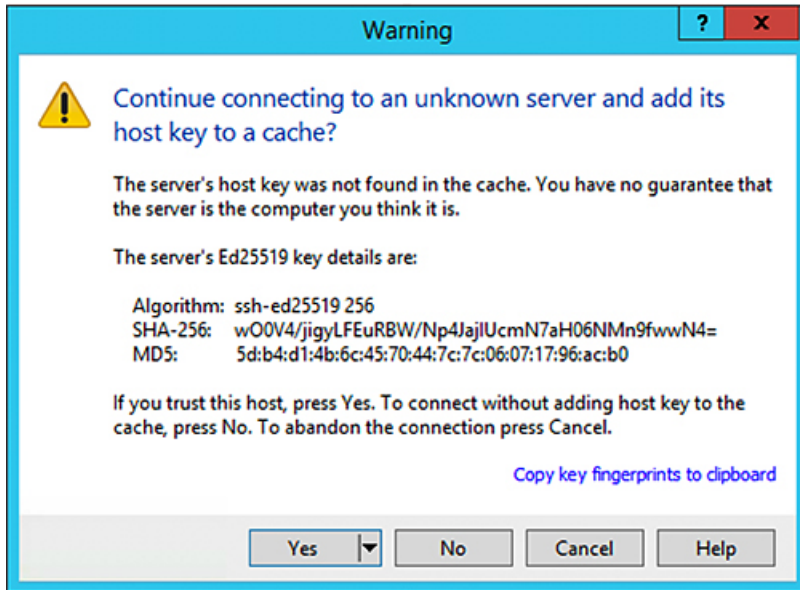 Warning
?
x
Continue connecting to an unknown server and add its
host key to a cache?
The server's host key was not found in the cache. You have no guarantee that
the server is the computer you think it is.
The server's Ed25519 key details are:
Algorithm: ssh-ed25519 256
SHA-256: wO0V4/jigyLFEuRBW/Np4JajlUcmN7aH06NMn9fwwN4=
MD5: 5d:b4:d1:4b:6c:45:70:44:7c:7c:06:07:17:96:ac:b0
If you trust this host, press Yes. To connect without adding host key to the
cache, press No. To abandon the connection press Cancel.
Copy key fingerprints to clipboard
Yes
No
Cancel
Help